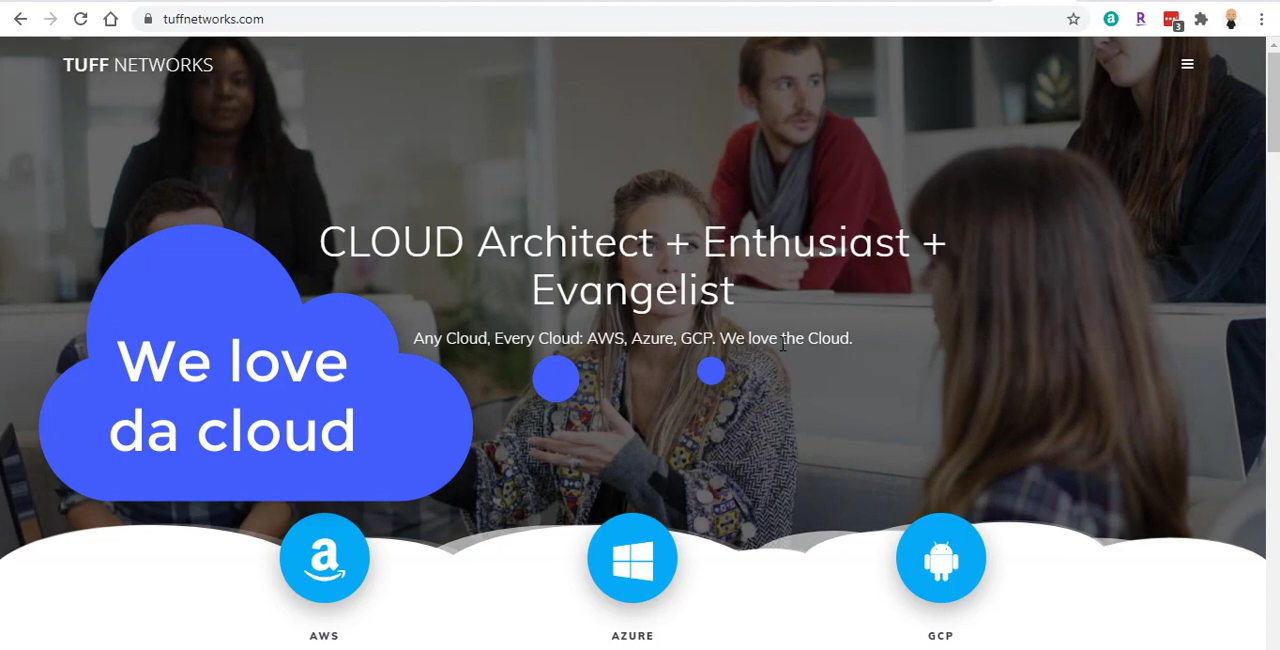 tuffnetworks.com
3
TUFF NETWORKS
CLOUD Architect + Enthusiast +
Evangelist
Any Cloud, Every Cloud: AWS, Azure, GCP. We love the Cloud.
We love
da cloud
AWS
AZURE
GCP